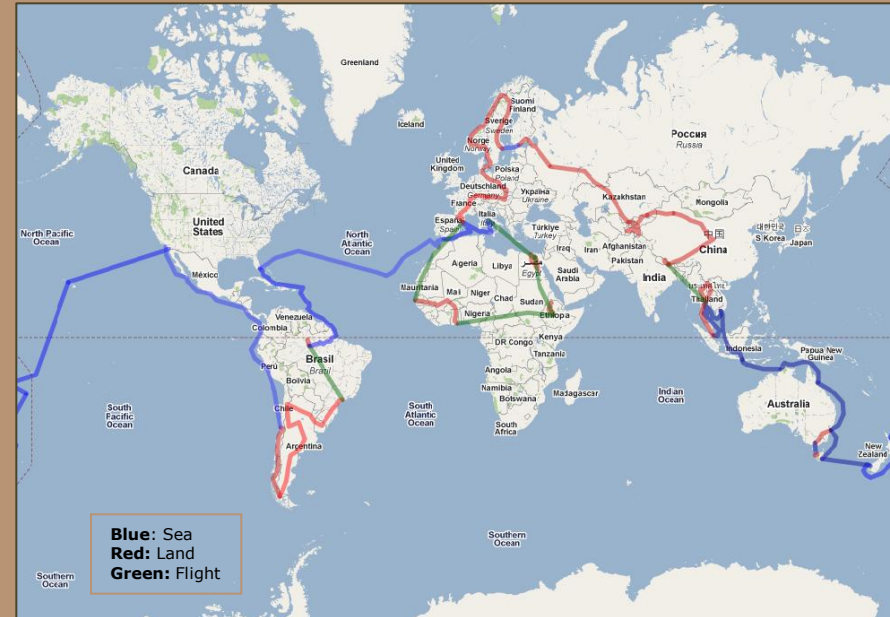 Greenland
Iceland
Suomi
Finland
Sverige
Sweden
Norge
Norway
Россия
Russia
Canada
United
Kingdom
Polska
Poland
Deutschland
Germany
Україна
Ukraine
France
Kazakhstan
Mongolia
United
States
España
Spain
Italia
Türkiye
Turkey
中国
China
대한민국
S Korea
日本
Japan
North Pacific
Ocean
North
Atlantic
Ocean
Iraq
Iran
Afghanistan
Pakistan
México
Algeria
Libya
مصر
Egypt
Saudi
Arabia
India
Mauritania
Mali
Niger
Chad
Sudan
Thailand
Venezuela
Colombia
Nigeria
Ethiopia
Kenya
DR Congo
Tanzania
Indonesia
Papua New
Guinea
Perú
Brasil
Brazil
Bolivia
Angola
Namibia
Botswana
Madagascar
Indian
Ocean
Australia
South
Pacific
Ocean
Chile
South
Atlantic
Ocean
South
Africa
Argentina
New
Zealand
Blue: Sea
Red: Land
Green: Flight
Southern
Ocean
Southern
Ocean